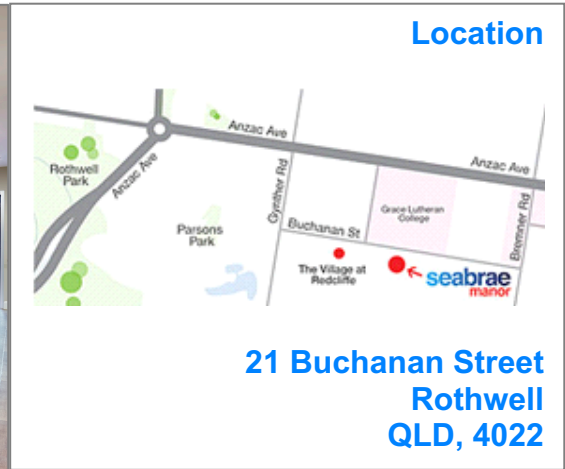 Location
Anzac Ave
Anzac Ave
Rothwell
Park
Anzac Ave
Gynther Rd
Bremner Rd
Grace Lutheran
College
Parsons
Park
Buchanan St
The Village at
Redcliffe
seabrae
manor
21 Buchanan Street
Rothwell
QLD, 4022